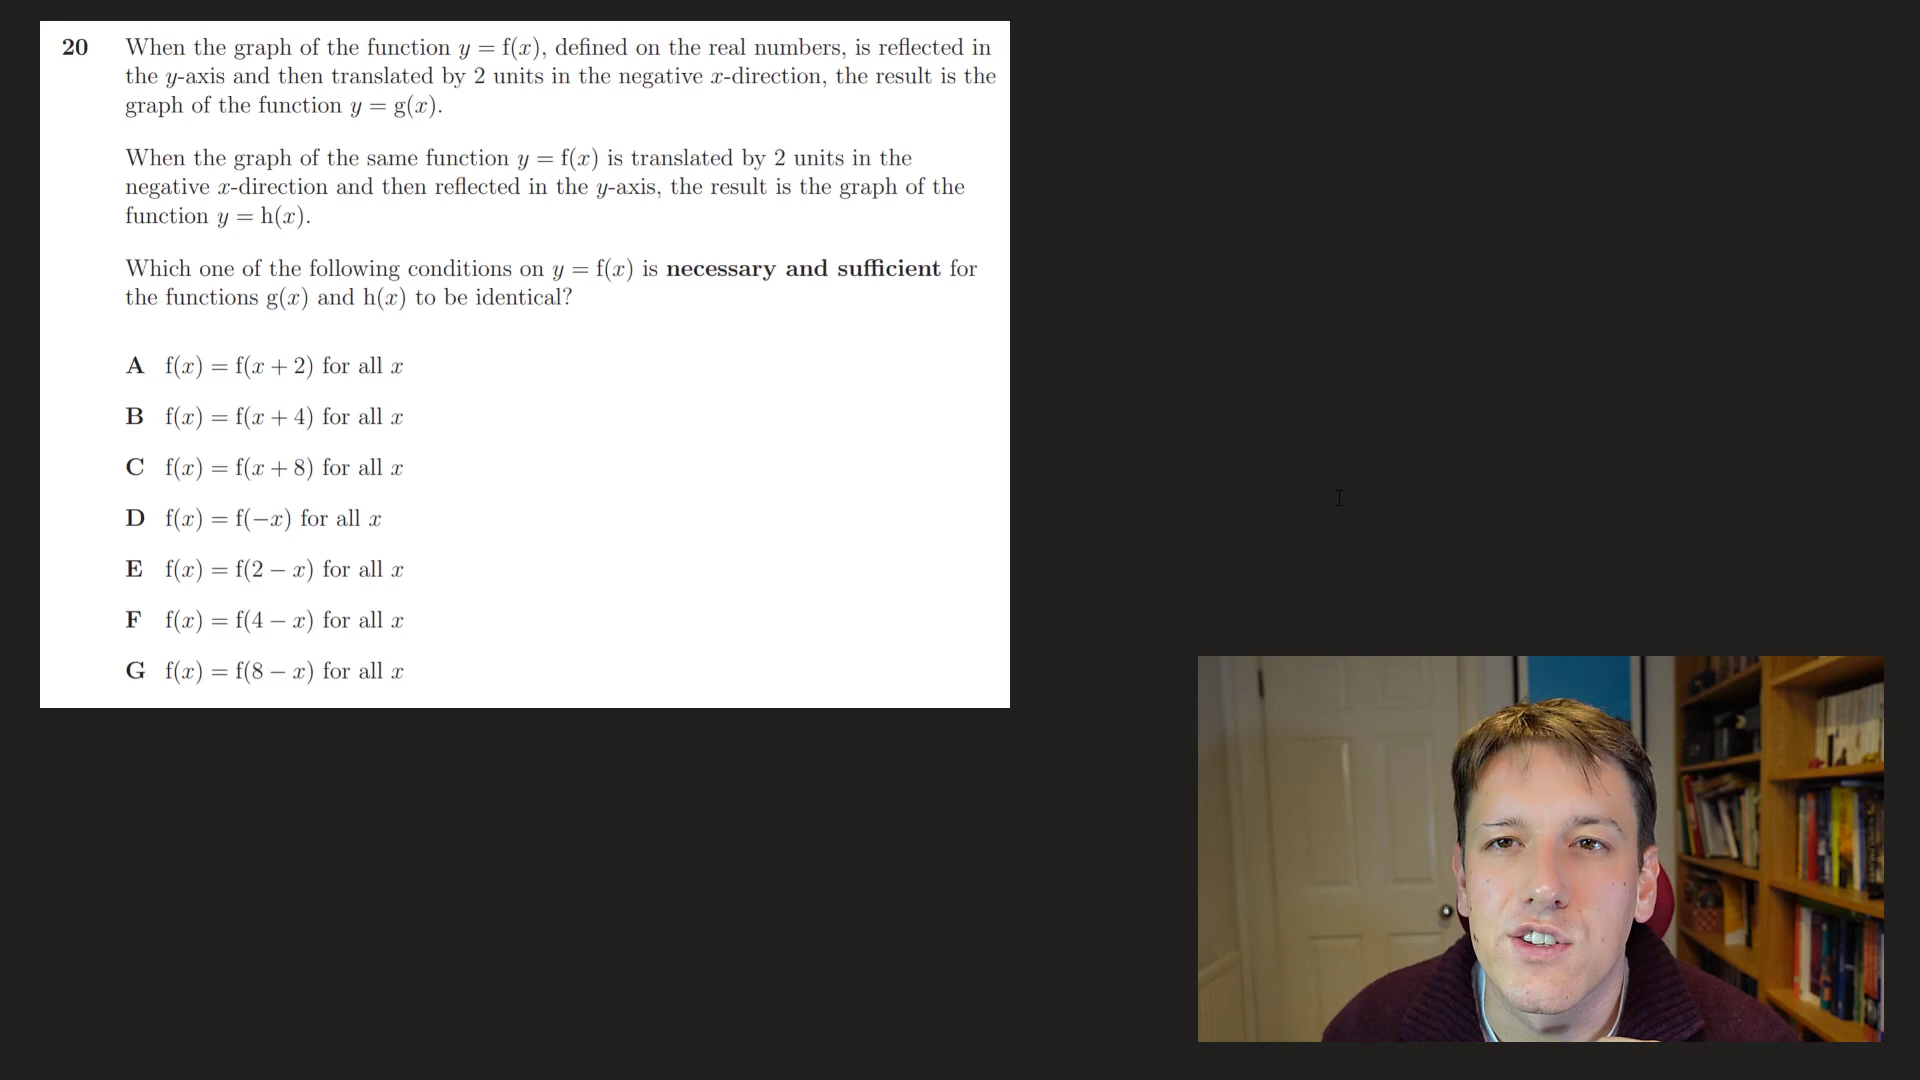 20 When the graph of the function y = f(x), defined on the real numbers, is reflected in
the y-axis and then translated by 2 units in the negative x-direction, the result is the
graph of the function y = g(x).
When the graph of the same function y = f(x) is translated by 2 units in the
negative x-direction and then reflected in the y-axis, the result is the graph of the
function y = h(x).
Which one of the following conditions on y = f(x) is necessary and sufficient for
the functions g(x) and h(x) to be identical?
A f(x) = f(x + 2) for all x
B f(x) = f(x + 4) for all x
C f(x) = f(x + 8) for all x
D f(x) = f(−x) for all x
E f(x) = f(2 − x) for all x
F f(x) = f(4 − x) for all x
G f(x) = f(8 − x) for all x